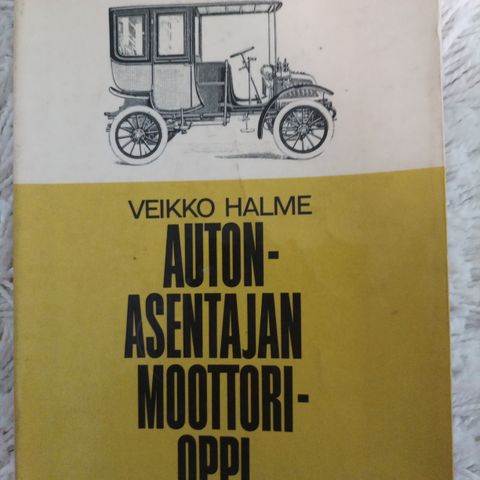 VEIKKO HALME
AUTON-
ASENTAJAN
MOOTTORI-
OPPI